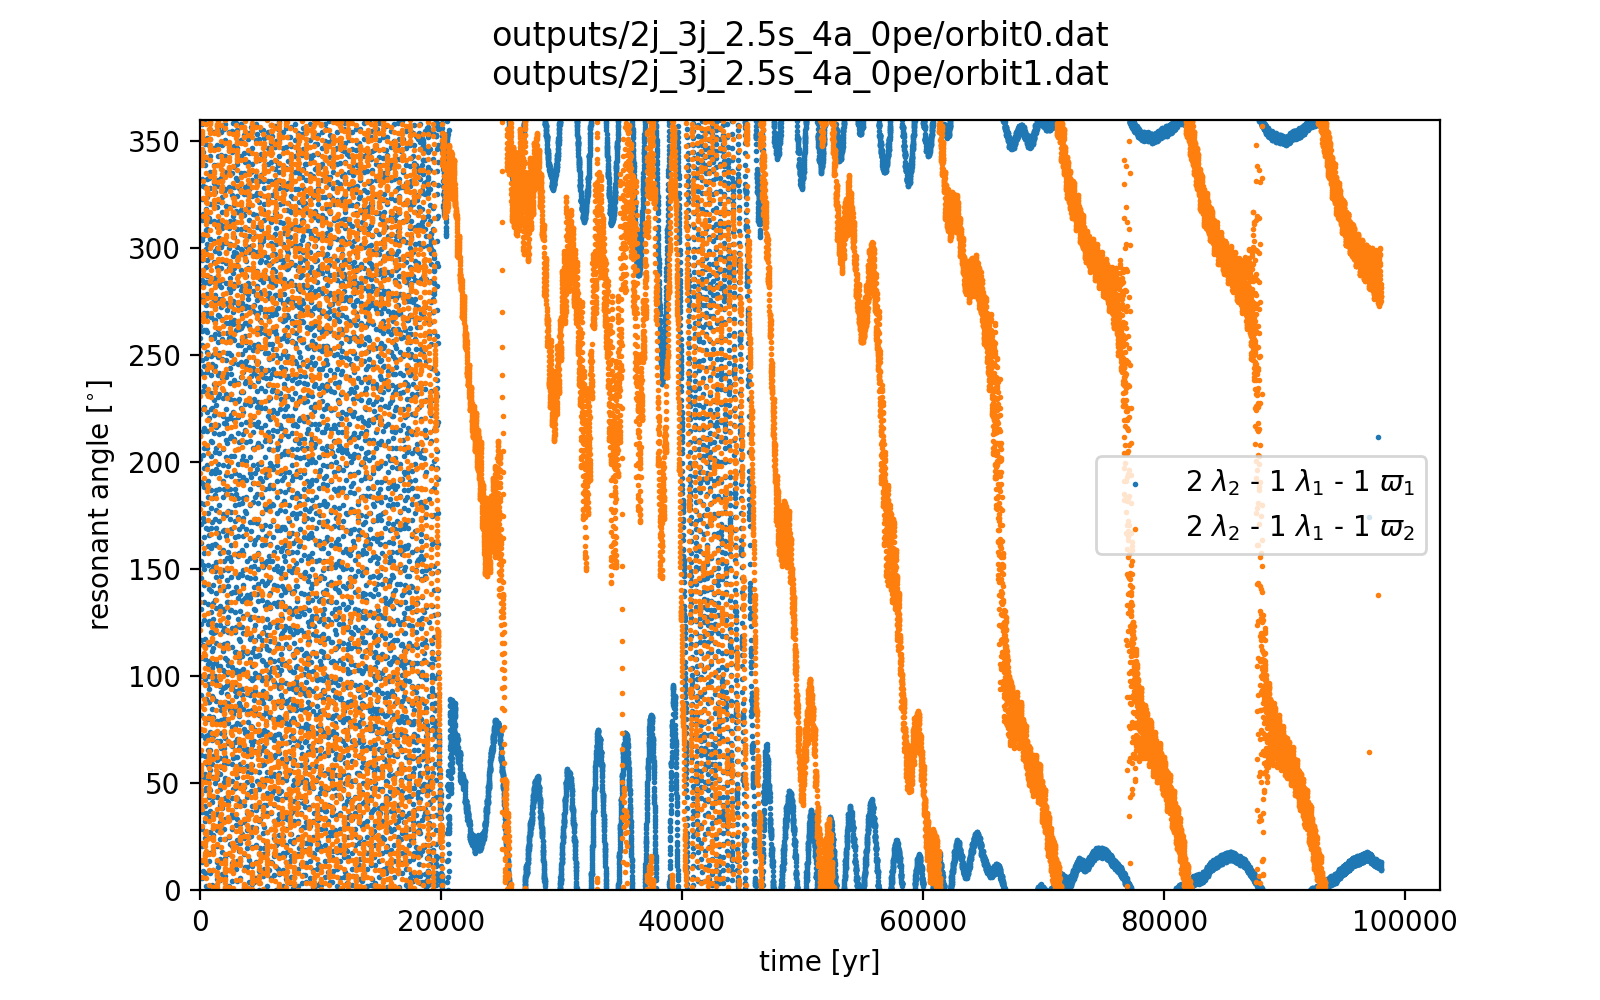 outputs/2j_3j_2.5s_4a_0pe/orbit0.dat
outputs/2j_3j_2.5s_4a_0pe/orbit1.dat
350
300
250
200
150
100
50
0
resonant angle [°]
2 λ₂ - 1 λ₁ - 1 ϖ₁
2 λ₂ - 1 λ₁ - 1 ϖ₂
0 20000 40000 60000 80000 100000
time [yr]